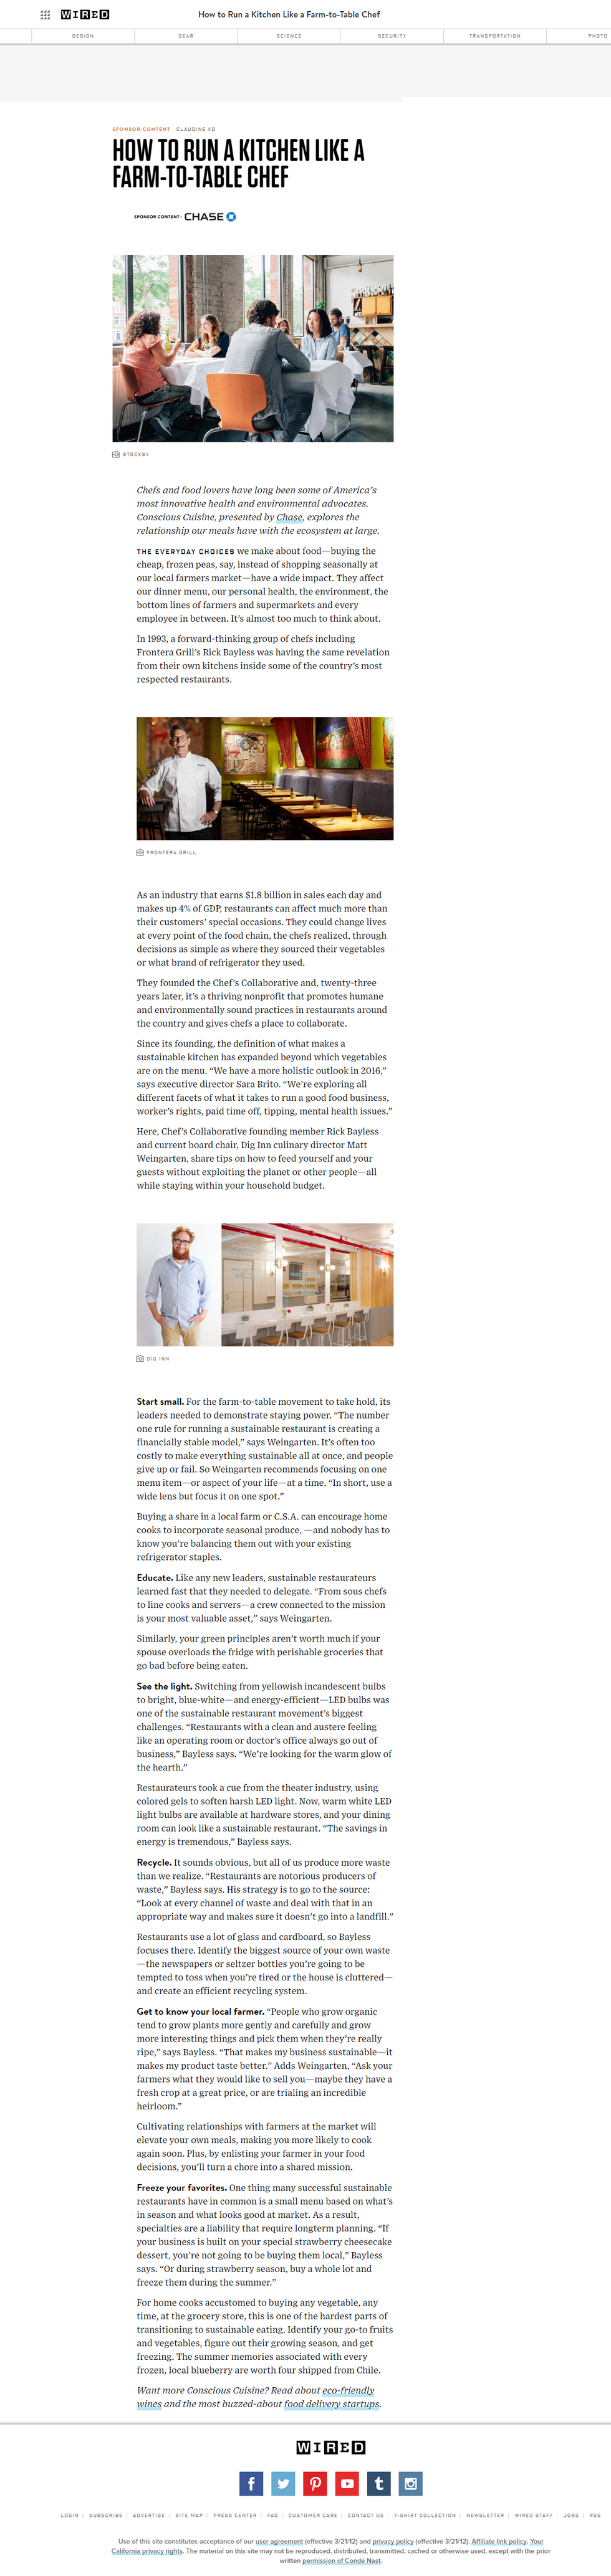 WIRED
How to Run a Kitchen Like a Farm-to-Table Chef
DESIGN
GEAR
SCIENCE
SECURITY
TRANSPORTATION
PHOTO
SPONSOR CONTENT CLAUDINE KO
HOW TO RUN A KITCHEN LIKE A
FARM-TO-TABLE CHEF
SPONSOR CONTENT: CHASE
STOCKSY
Chefs and food lovers have long been some of America's
most innovative health and environmental advocates.
Conscious Cuisine, presented by Chase, explores the
relationship our meals have with the ecosystem at large.
THE EVERYDAY CHOICES we make about food—buying the
cheap, frozen peas, say, instead of shopping seasonally at
our local farmers market—have a wide impact. They affect
our dinner menu, our personal health, the environment, the
bottom lines of farmers and supermarkets and every
employee in between. It's almost too much to think about.
In 1993, a forward-thinking group of chefs including
Frontera Grill's Rick Bayless was having the same revelation
from their own kitchens inside some of the country's most
respected restaurants.
FRONTERA GRILL
As an industry that earns $1.8 billion in sales each day and
makes up 4% of GDP, restaurants can affect much more than
their customers' special occasions. They could change lives
at every point of the food chain, the chefs realized, through
decisions as simple as where they sourced their vegetables
or what brand of refrigerator they used.
They founded the Chef's Collaborative and, twenty-three
years later, it's a thriving nonprofit that promotes humane
and environmentally sound practices in restaurants around
the country and gives chefs a place to collaborate.
Since its founding, the definition of what makes a
sustainable kitchen has expanded beyond which vegetables
are on the menu. “We have a more holistic outlook in 2016,”
says executive director Sara Brito. “We're exploring all
different facets of what it takes to run a good food business,
worker's rights, paid time off, tipping, mental health issues.”
Here, Chef's Collaborative founding member Rick Bayless
and current board chair, Dig Inn culinary director Matt
Weingarten, share tips on how to feed yourself and your
guests without exploiting the planet or other people—all
while staying within your household budget.
DIG INN
Start small. For the farm-to-table movement to take hold, its
leaders needed to demonstrate staying power. “The number
one rule for running a sustainable restaurant is creating a
financially stable model,” says Weingarten. It's often too
costly to make everything sustainable all at once, and people
give up or fail. So Weingarten recommends focusing on one
menu item—or aspect of your life—at a time. “In short, use a
wide lens but focus it on one spot.”
Buying a share in a local farm or C.S.A. can encourage home
cooks to incorporate seasonal produce, —and nobody has to
know you're balancing them out with your existing
refrigerator staples.
Educate. Like any new leaders, sustainable restaurateurs
learned fast that they needed to delegate. “From sous chefs
to line cooks and servers—a crew connected to the mission
is your most valuable asset,” says Weingarten.
Similarly, your green principles aren't worth much if your
spouse overloads the fridge with perishable groceries that
go bad before being eaten.
See the light. Switching from yellowish incandescent bulbs
to bright, blue-white—and energy-efficient—LED bulbs was
one of the sustainable restaurant movement's biggest
challenges. “Restaurants with a clean and austere feeling
like an operating room or doctor's office always go out of
business,” Bayless says. “We're looking for the warm glow of
the hearth.”
Restaurateurs took a cue from the theater industry, using
colored gels to soften harsh LED light. Now, warm white LED
light bulbs are available at hardware stores, and your dining
room can look like a sustainable restaurant. “The savings in
energy is tremendous,” Bayless says.
Recycle. It sounds obvious, but all of us produce more waste
than we realize. “Restaurants are notorious producers of
waste,” Bayless says. His strategy is to go to the source:
“Look at every channel of waste and deal with that in an
appropriate way and makes sure it doesn't go into a landfill.”
Restaurants use a lot of glass and cardboard, so Bayless
focuses there. Identify the biggest source of your own waste
—the newspapers or seltzer bottles you're going to be
tempted to toss when you're tired or the house is cluttered—
and create an efficient recycling system.
Get to know your local farmer. “People who grow organic
tend to grow plants more gently and carefully and grow
more interesting things and pick them when they're really
ripe,” says Bayless. “That makes my business sustainable—it
makes my product taste better.” Adds Weingarten, “Ask your
farmers what they would like to sell you—maybe they have a
fresh crop at a great price, or are trialing an incredible
heirloom.”
Cultivating relationships with farmers at the market will
elevate your own meals, making you more likely to cook
again soon. Plus, by enlisting your farmer in your food
decisions, you'll turn a chore into a shared mission.
Freeze your favorites. One thing many successful sustainable
restaurants have in common is a small menu based on what's
in season and what looks good at market. As a result,
specialties are a liability that require longterm planning. “If
your business is built on your special strawberry cheesecake
dessert, you're not going to be buying them local,” Bayless
says. “Or during strawberry season, buy a whole lot and
freeze them during the summer.”
For home cooks accustomed to buying any vegetable, any
time, at the grocery store, this is one of the hardest parts of
transitioning to sustainable eating. Identify your go-to fruits
and vegetables, figure out their growing season, and get
freezing. The summer memories associated with every
frozen, local blueberry are worth four shipped from Chile.
Want more Conscious Cuisine? Read about eco-friendly
wines and the most buzzed-about food delivery startups.
WIRED
LOGIN | SUBSCRIBE | ADVERTISE | SITE MAP | PRESS CENTER | FAQ | CUSTOMER CARE | CONTACT US | T-SHIRT COLLECTION | NEWSLETTER | WIRED STAFF | JOBS | RSS
Use of this site constitutes acceptance of our user agreement (effective 3/21/12) and privacy policy (effective 3/21/12). Affiliate link policy. Your
California privacy rights. The material on this site may not be reproduced, distributed, transmitted, cached or otherwise used, except with the prior
written permission of Condé Nast.